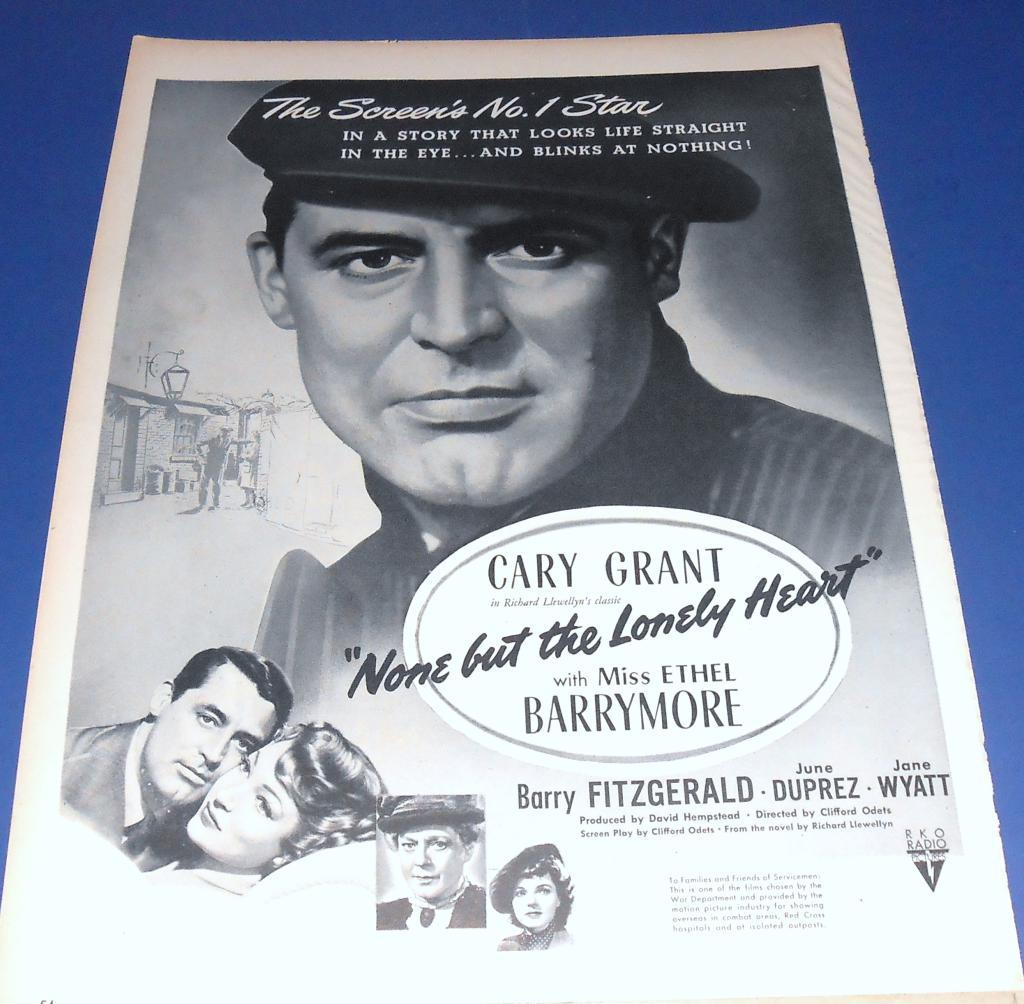 The Screen's No. 1 Star
IN A STORY THAT LOOKS LIFE STRAIGHT
IN THE EYE... AND BLINKS AT NOTHING!
CARY GRANT
in Richard Llewellyn's classic
"None but the Lonely Heart"
with Miss ETHEL
BARRYMORE
Barry FITZGERALD · June DUPREZ · Jane WYATT
Produced by David Hempstead · Directed by Clifford Odets
Screen Play by Clifford Odets · From the novel by Richard Llewellyn
RKO
RADIO
PICTURES
To Families and Friends of Servicemen:
This is one of the films chosen by the
War Department and provided by the
motion picture industry for showing
overseas in combat areas, Red Cross
hospitals and at isolated outposts.